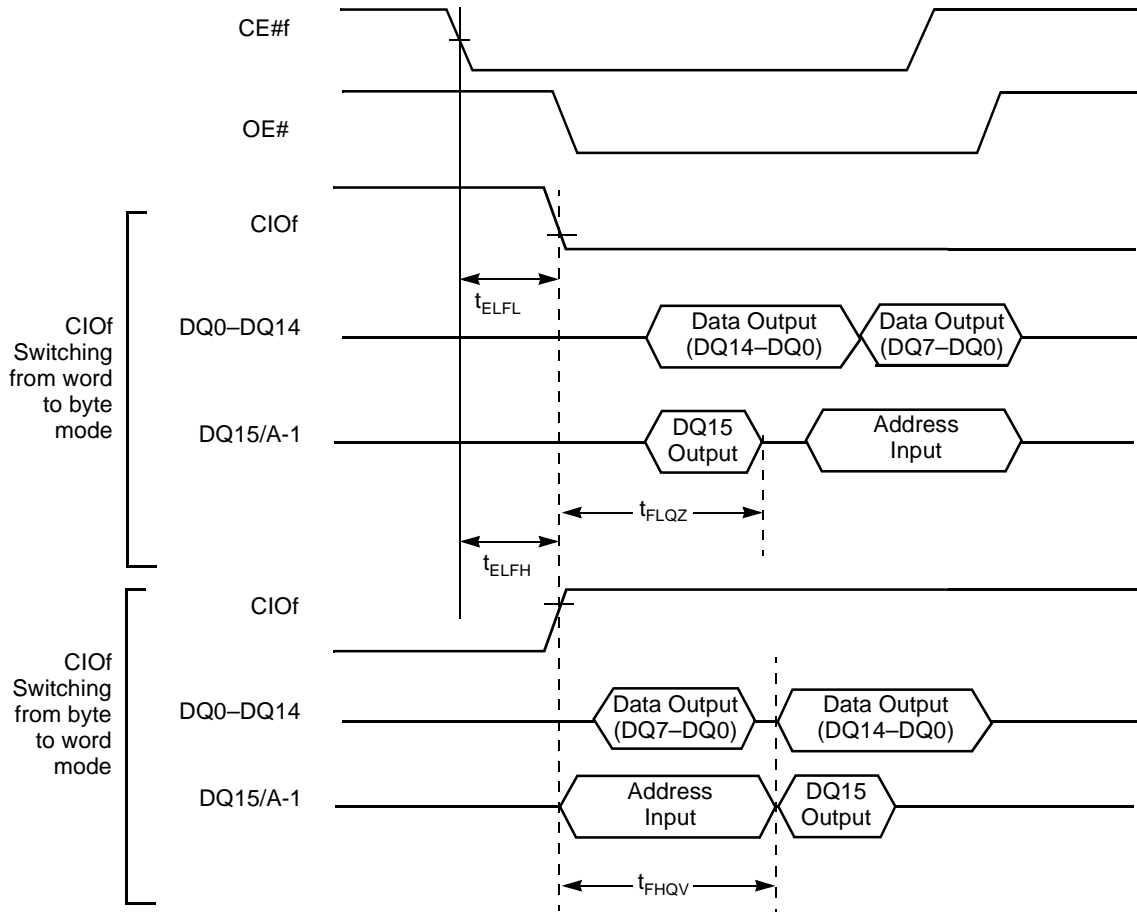 CE#f
OE#
CIOf
tELFL
CIOf
Switching
from word
to byte
mode
DQ0–DQ14
Data Output
(DQ14–DQ0)
Data Output
(DQ7–DQ0)
DQ15/A-1
DQ15
Output
Address
Input
tFLQZ
tELFH
CIOf
CIOf
Switching
from byte
to word
mode
DQ0–DQ14
Data Output
(DQ7–DQ0)
Data Output
(DQ14–DQ0)
DQ15/A-1
Address
Input
DQ15
Output
tFHQV